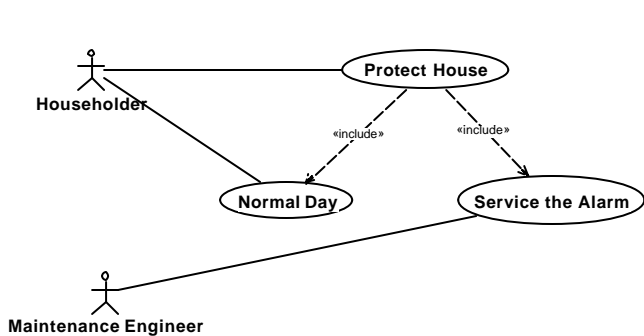 Protect House
Householder
«include»
«include»
Normal Day
Service the Alarm
Maintenance Engineer